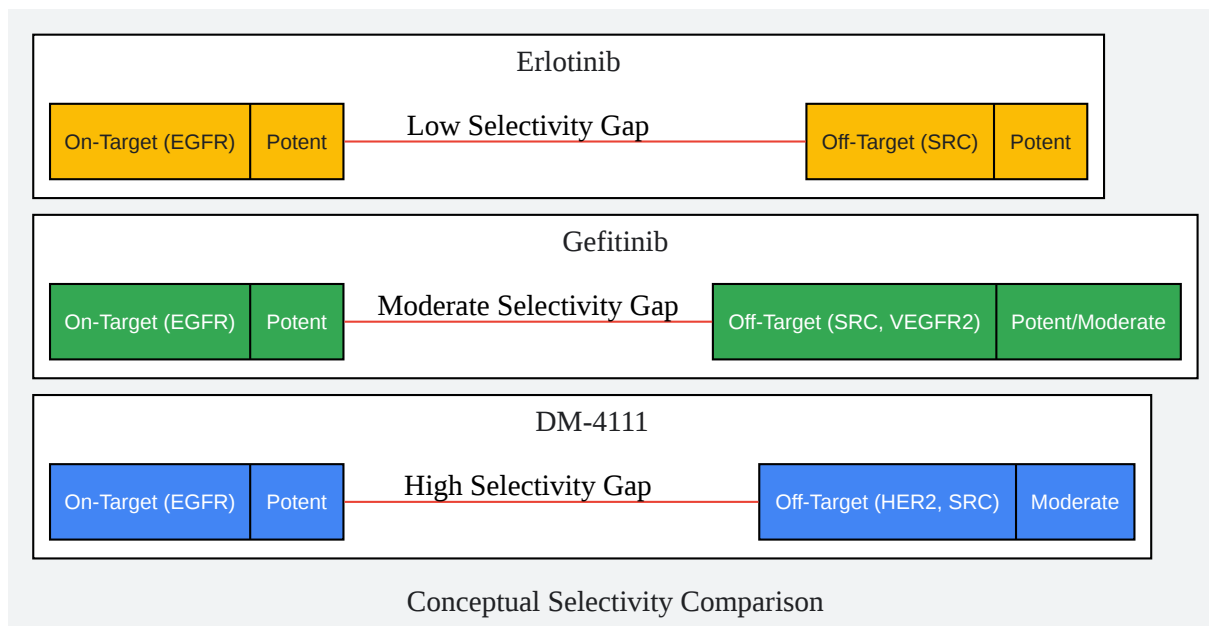 Erlotinib
On-Target (EGFR) Potent Low Selectivity Gap Off-Target (SRC) Potent
Gefitinib
On-Target (EGFR) Potent Moderate Selectivity Gap Off-Target (SRC, VEGFR2) Potent/Moderate
DM-4111
On-Target (EGFR) Potent High Selectivity Gap Off-Target (HER2, SRC) Moderate
Conceptual Selectivity Comparison